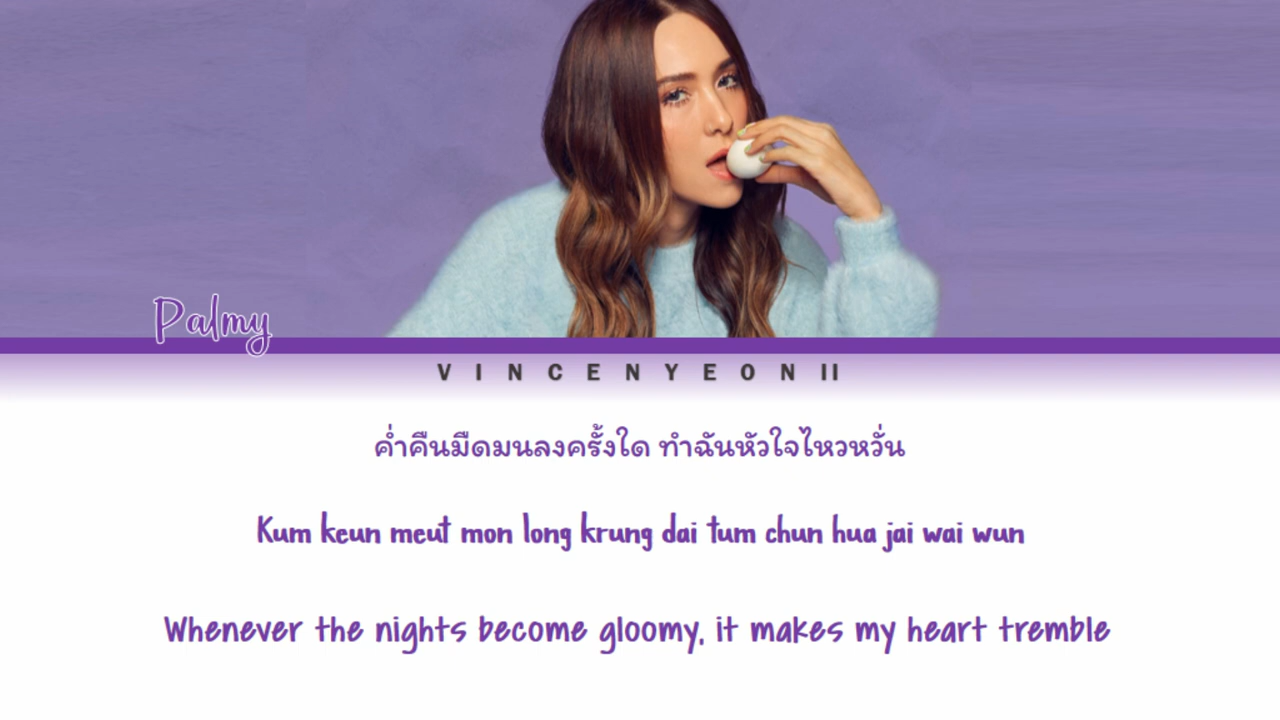 Palmy
VINCENYEON II
ค่ำคืนมืดมนลงครั้งใด ทำฉันหัวใจไหวหวั่น
Kum keun meut mon long krung dai tum chun hua jai wai wun
Whenever the nights become gloomy, it makes my heart tremble